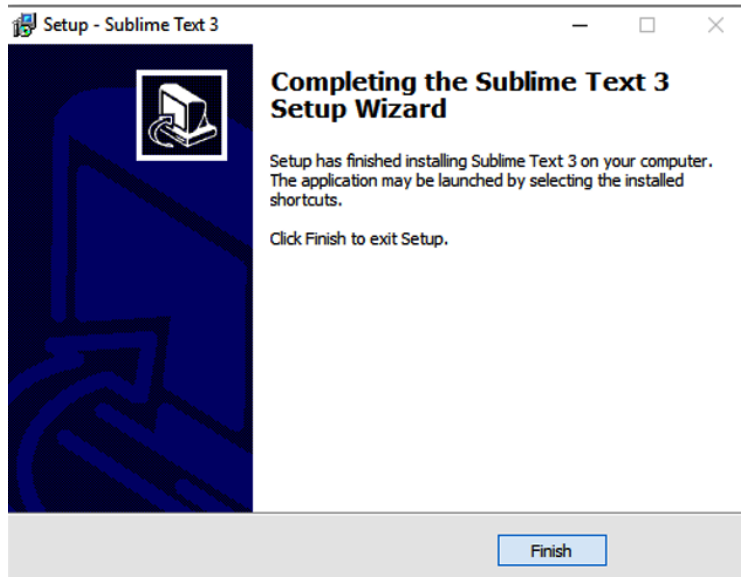 Setup - Sublime Text 3
Completing the Sublime Text 3
Setup Wizard
Setup has finished installing Sublime Text 3 on your computer.
The application may be launched by selecting the installed
shortcuts.
Click Finish to exit Setup.
Finish